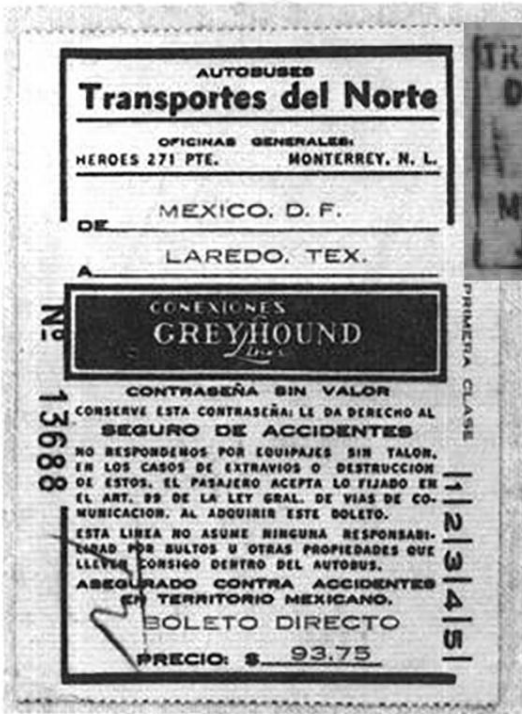 AUTOBUSES
Transportes del Norte
OFICINAS GENERALES:
HEROES 271 PTE. MONTERREY, N. L.
DE MEXICO, D. F.
A LAREDO, TEX.
CONEXIONES
GREYHOUND
Lines
CONTRASEÑA SIN VALOR
CONSERVE ESTA CONTRASEÑA: LE DA DERECHO AL
SEGURO DE ACCIDENTES
NO RESPONDEMOS POR EQUIPAJES SIN TALON,
EN LOS CASOS DE EXTRAVIOS O DESTRUCCION
DE ESTOS, EL PASAJERO ACEPTA LO FIJADO EN
EL ART. 99 DE LA LEY GRAL. DE VIAS DE CO-
MUNICACION, AL ADQUIRIR ESTE BOLETO.
ESTA LINEA NO ASUME NINGUNA RESPONSABI-
LIDAD POR BULTOS U OTRAS PROPIEDADES QUE
LLEVEN CONSIGO DENTRO DEL AUTOBUS.
ASEGURADO CONTRA ACCIDENTES
EN TERRITORIO MEXICANO.
BOLETO DIRECTO
PRECIO: $ 93.75
Nº 13688
PRIMERA CLASE
1 2 3 4 5
TR
D
M